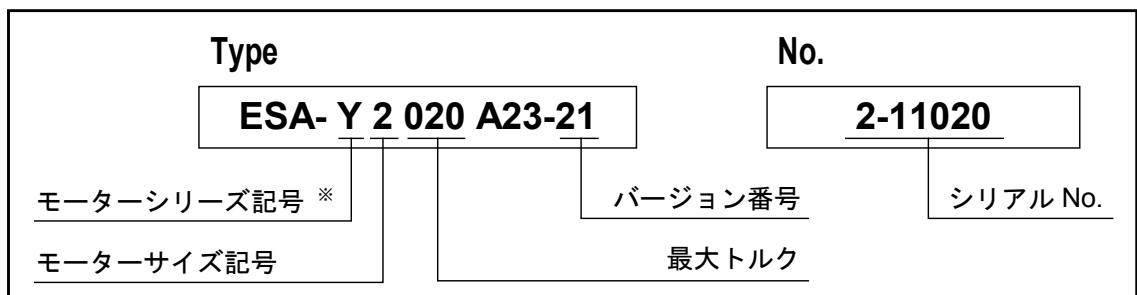 Type No.
ESA- Y 2 020 A23-21 2-11020
モーターシリーズ記号 ※ バージョン番号 シリアル No.
モーターサイズ記号 最大トルク